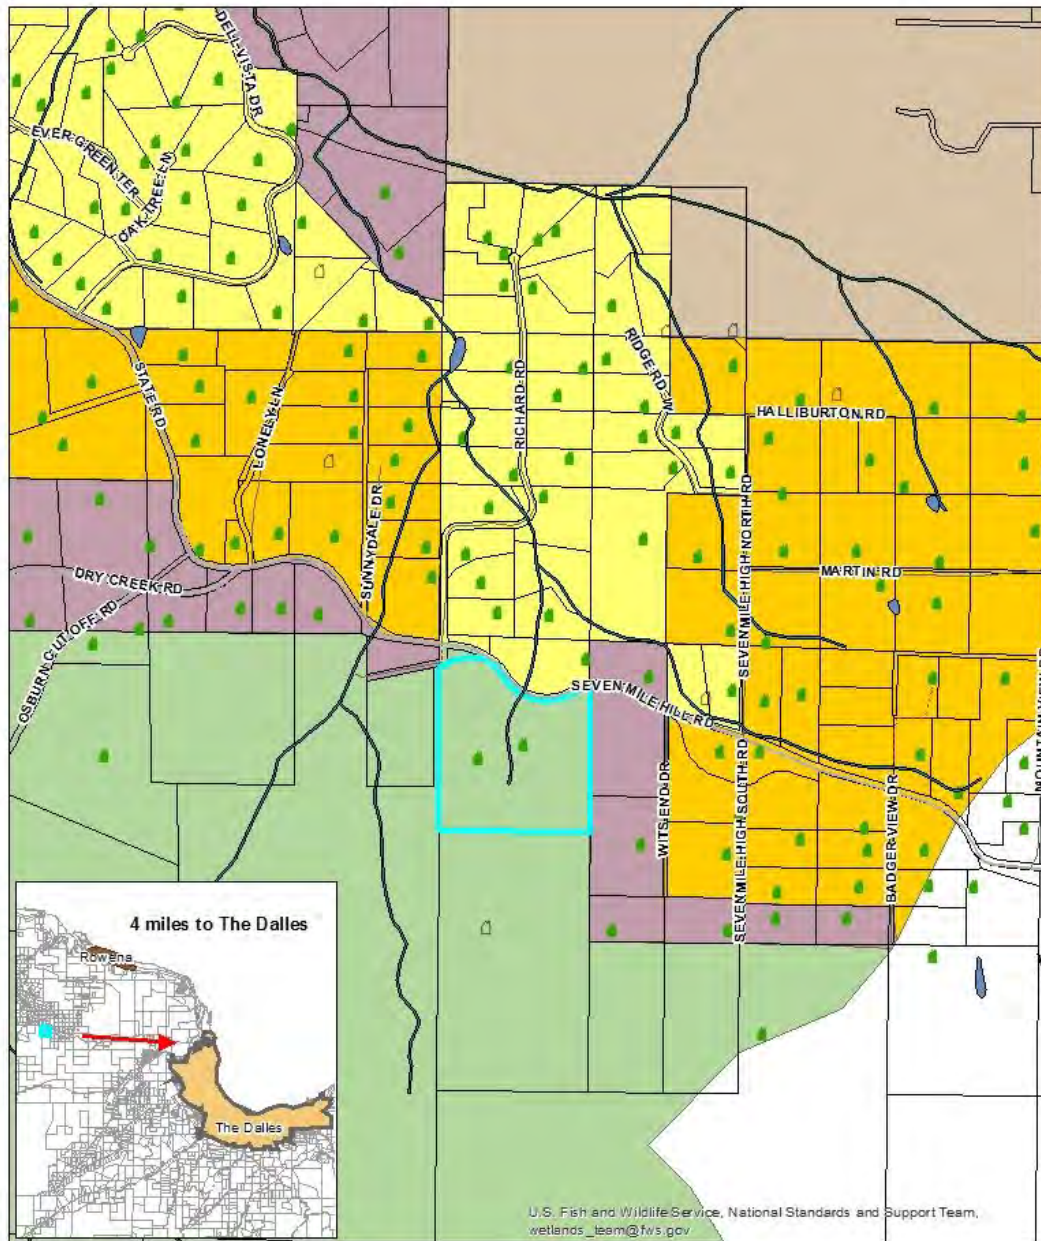 DELL VISTA DR
EVERGREEN TER
OAK TREE LN
STATE RD
LONELY LN
SUNNYDALE DR
RICHARD RD
RIDGE RD W
HALLIBURTON RD
SEVEN MILE HIGH NORTH RD
MARTIN RD
DRY CREEK RD
OSBURN CUT OFF RD
SEVEN MILE HILL RD
WITS END DR
SEVEN MILE HIGH SOUTH RD
BADGER VIEW DR
4 miles to The Dalles
Rowena
The Dalles
U.S. Fish and Wildlife Service, National Standards and Support Team,
wetlands_team@fws.gov